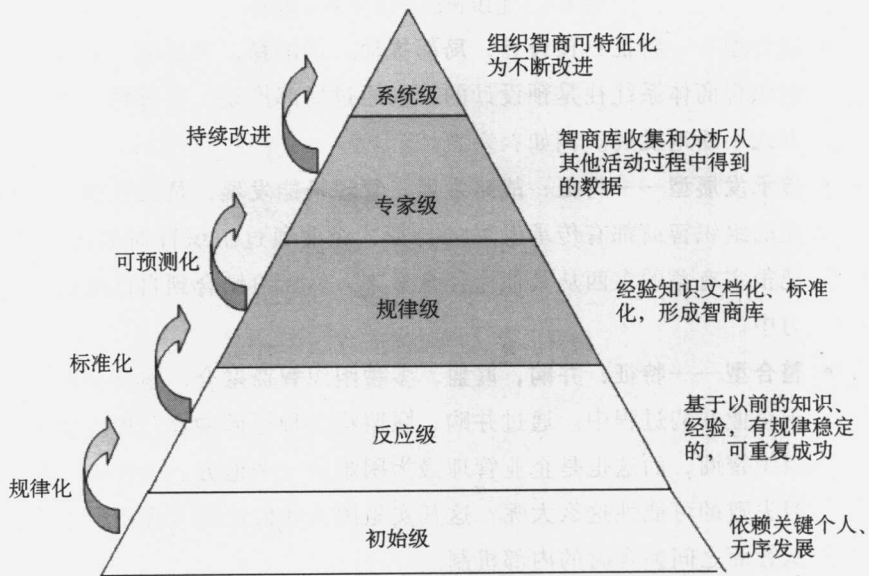 组织智商可特征化
为不断改进
系统级
持续改进
智商库收集和分析从
其他活动过程中得到
的数据
专家级
可预测化
规律级
经验知识文档化、标准
化，形成智商库
标准化
基于以前的知识、
经验，有规律稳定
的，可重复成功
反应级
规律化
初始级
依赖关键个人、
无序发展